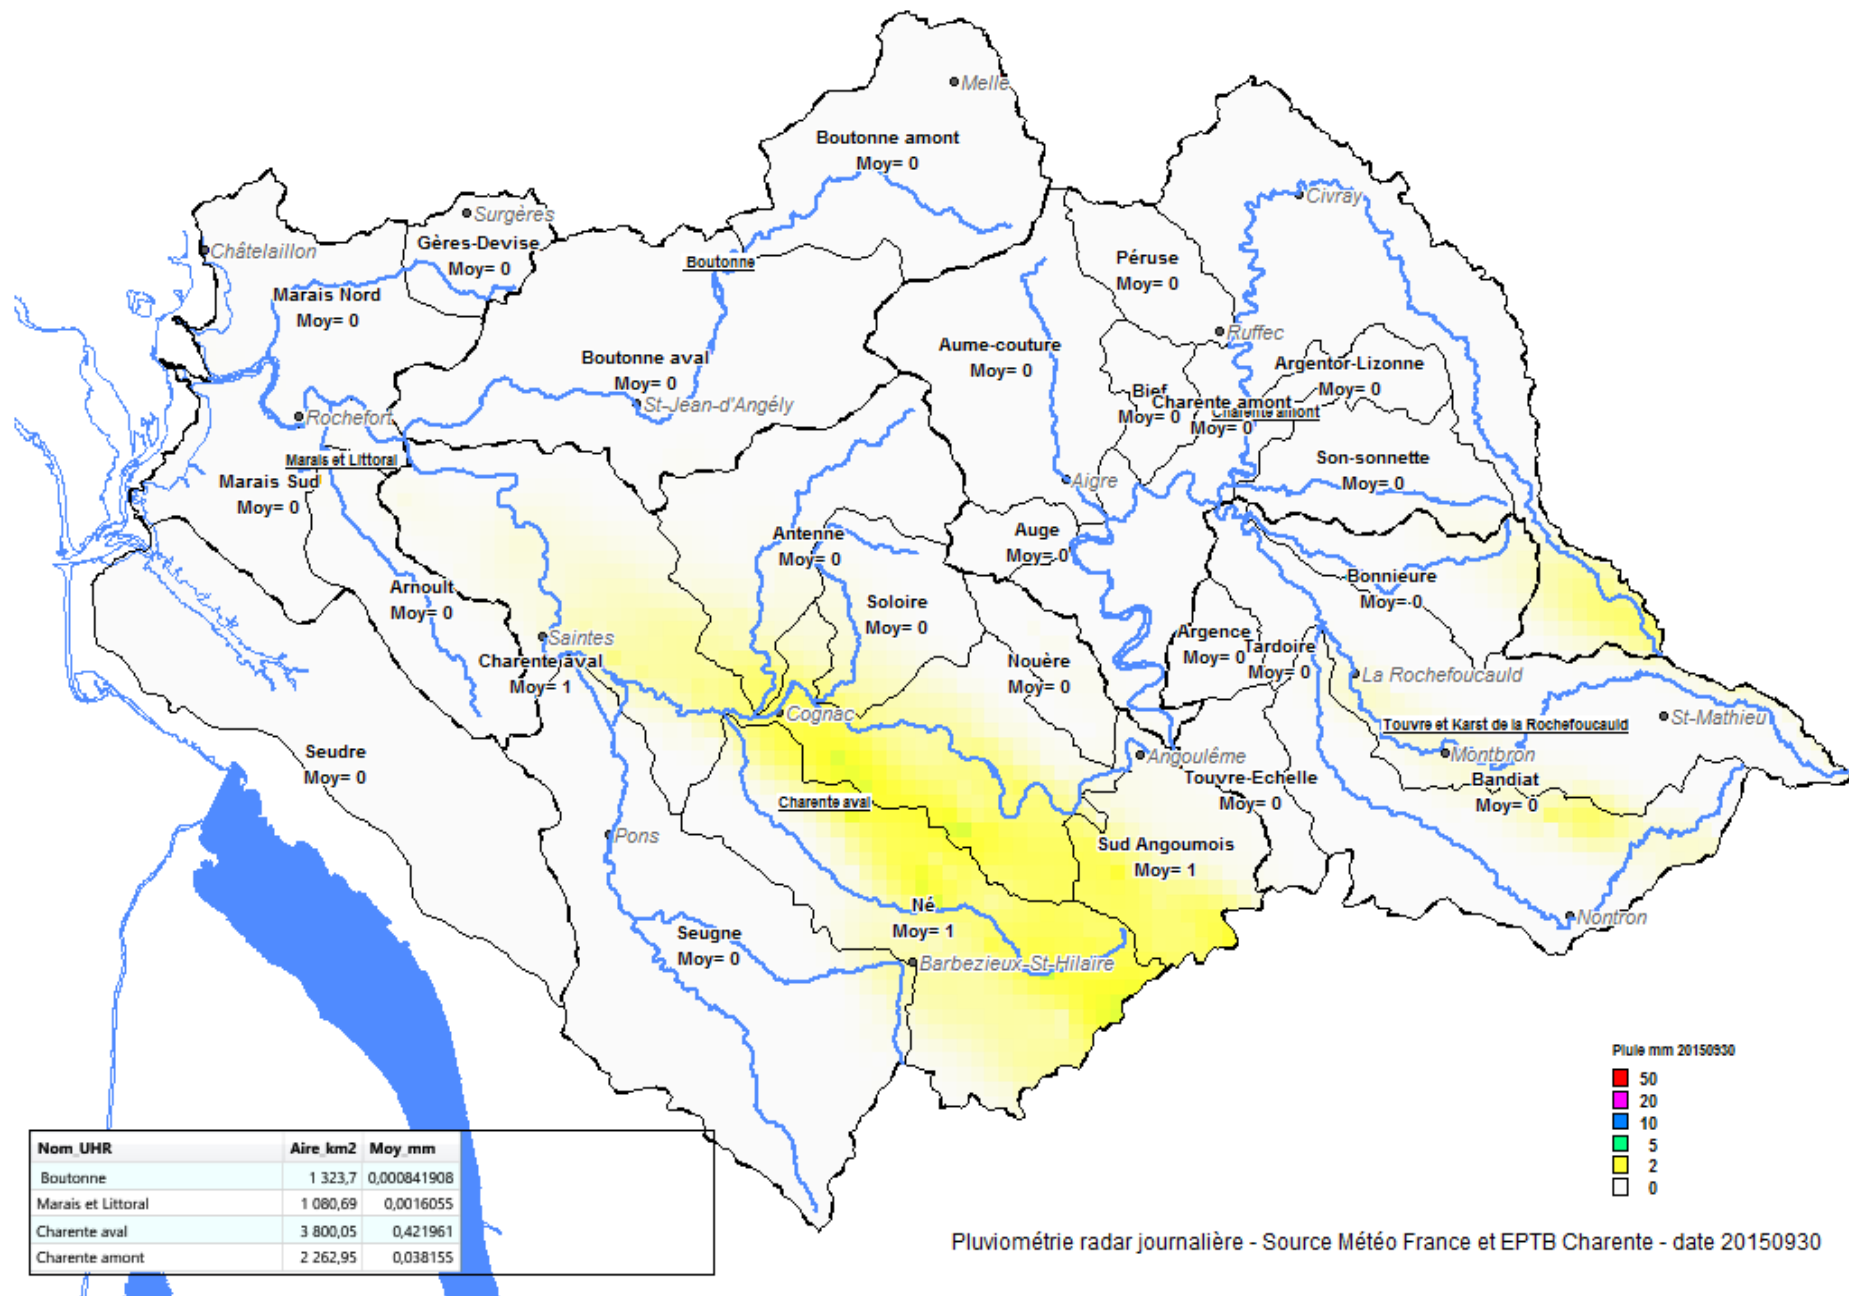 Melle
Boutonne amont
Moy= 0
Civray
Surgères
Châtelaillon
Gères-Devise
Moy= 0
Boutonne
Péruse
Moy= 0
Marais Nord
Moy= 0
Ruffec
Aume-couture
Moy= 0
Boutonne aval
Moy= 0
Argentor-Lizonne
Moy= 0
Bief
Moy= 0
Charente amont
Charente amont
Moy= 0
St-Jean-d'Angély
Rochefort
Marais et Littoral
Marais Sud
Moy= 0
Son-sonnette
Moy= 0
Aigre
Antenne
Moy= 0
Auge
Moy= 0
Arnoult
Moy= 0
Bonnieure
Moy= 0
Soloire
Moy= 0
Saintes
Charente aval
Moy= 1
Argence
Moy= 0
Tardoire
Moy= 0
Nouère
Moy= 0
La Rochefoucauld
Cognac
St-Mathieu
Touvre et Karst de la Rochefoucauld
Seudre
Moy= 0
Angoulême
Montbron
Touvre-Echelle
Moy= 0
Bandiat
Moy= 0
Charente aval
Pons
Sud Angoumois
Moy= 1
Né
Moy= 1
Nontron
Seugne
Moy= 0
Barbezieux-St-Hilaire
Pluie mm 20150930
50
20
10
5
2
0
Nom_UHR Aire_km2 Moy_mm
Boutonne 1 323,7 0,000841908
Marais et Littoral 1 080,69 0,0016055
Charente aval 3 800,05 0,421961
Charente amont 2 262,95 0,038155
Pluviométrie radar journalière - Source Météo France et EPTB Charente - date 20150930